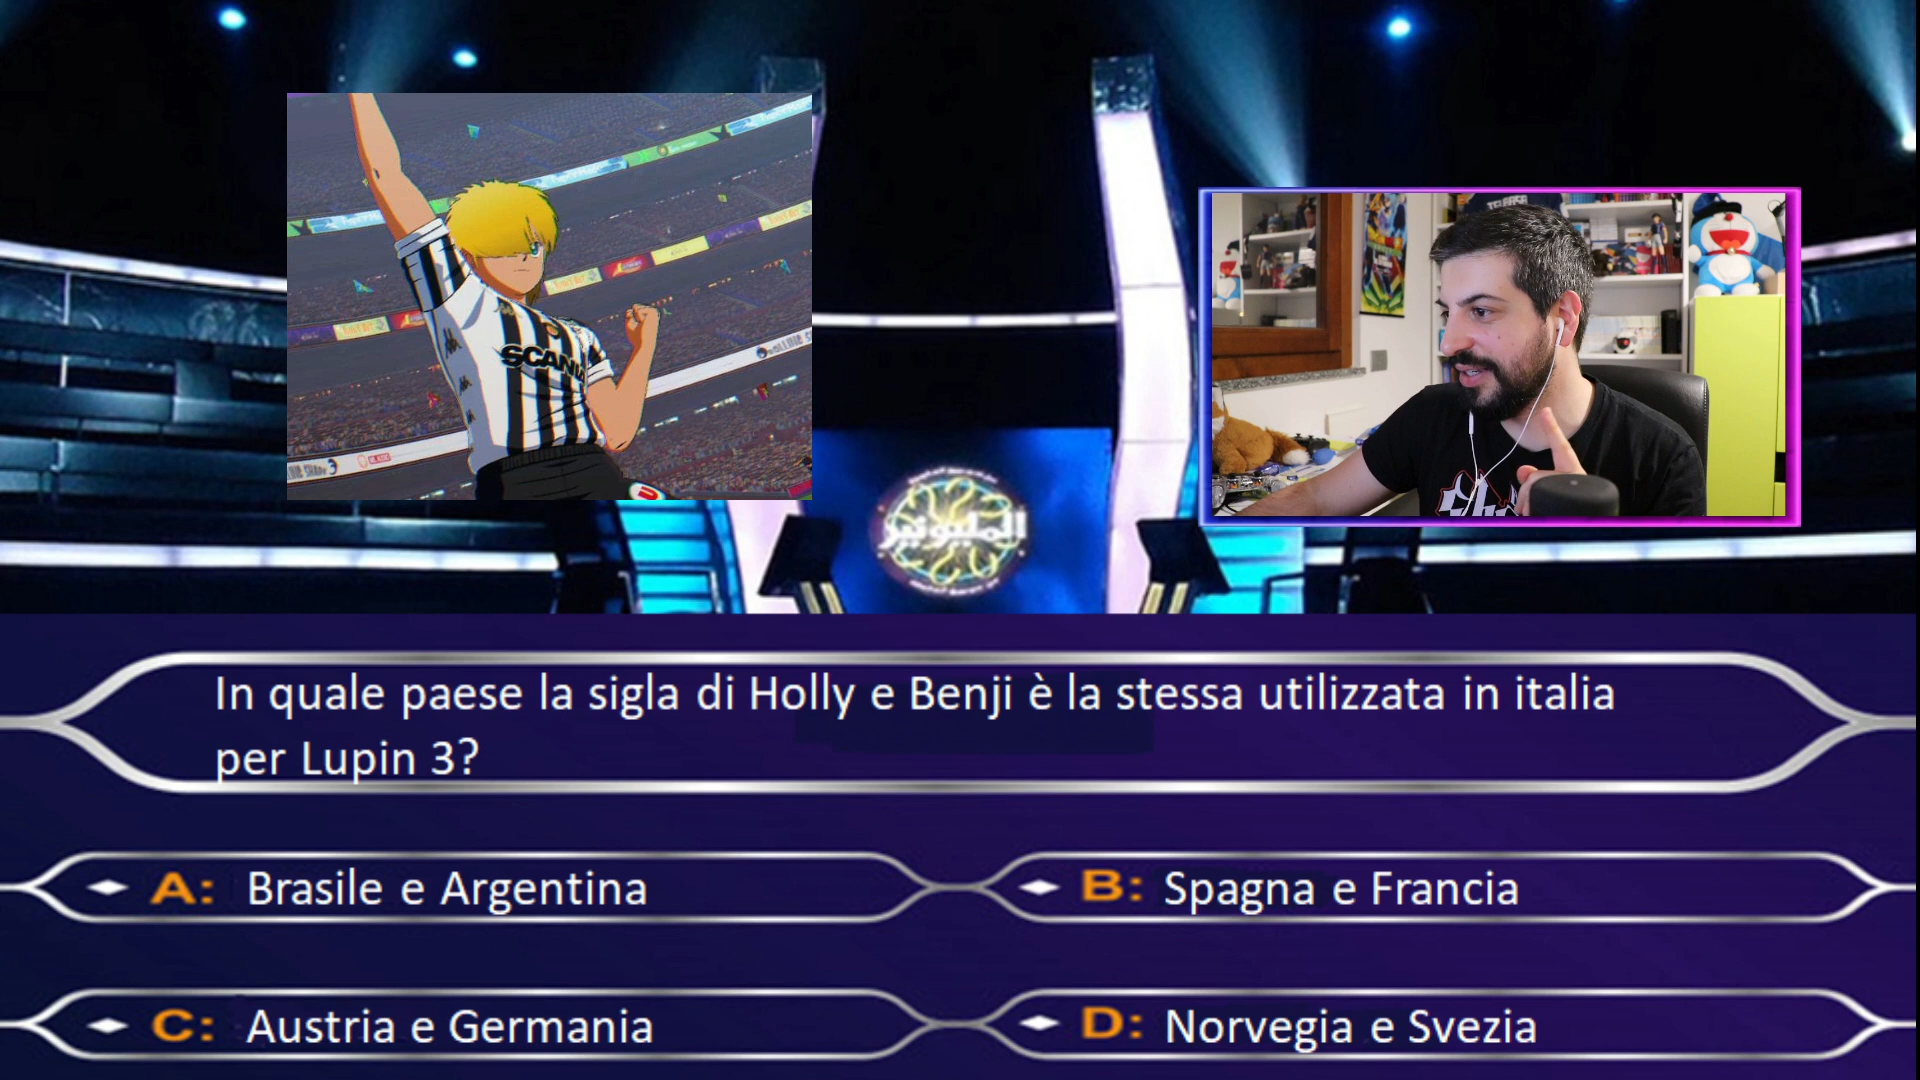 SCANIA
المليونير
In quale paese la sigla di Holly e Benji è la stessa utilizzata in italia
per Lupin 3?
A: Brasile e Argentina
B: Spagna e Francia
C: Austria e Germania
D: Norvegia e Svezia